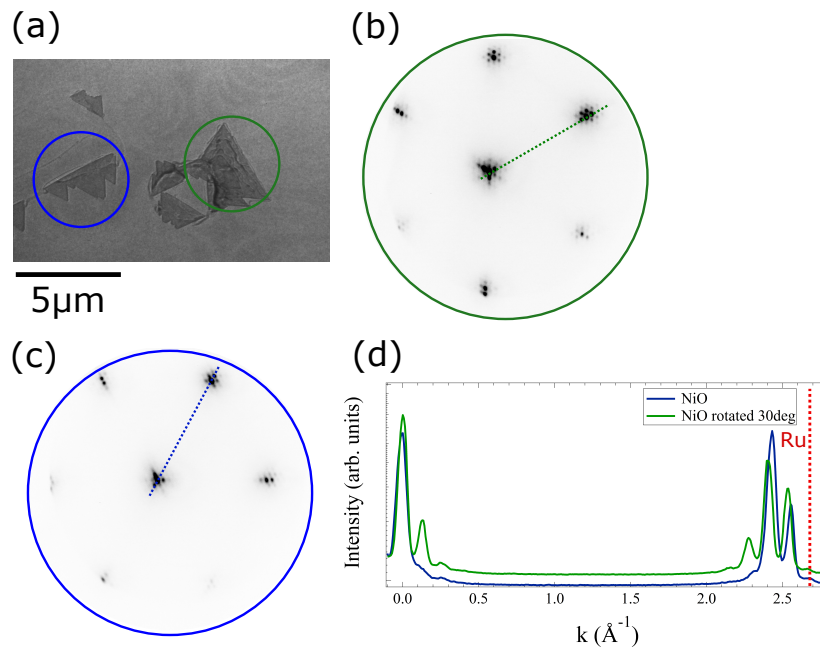 (a)
(b)
5μm
(c)
(d)
Intensity (arb. units)
NiO
NiO rotated 30deg
Ru
0.0
0.5
1.0
1.5
2.0
2.5
k (Å⁻¹)